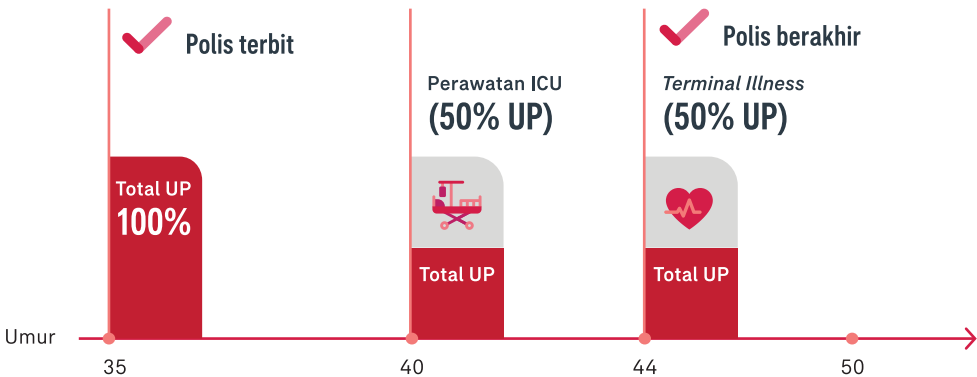 Polis terbit
Polis berakhir
Perawatan ICU
(50% UP)
Terminal Illness
(50% UP)
Total UP
100%
Total UP
Total UP
Umur
35
40
44
50